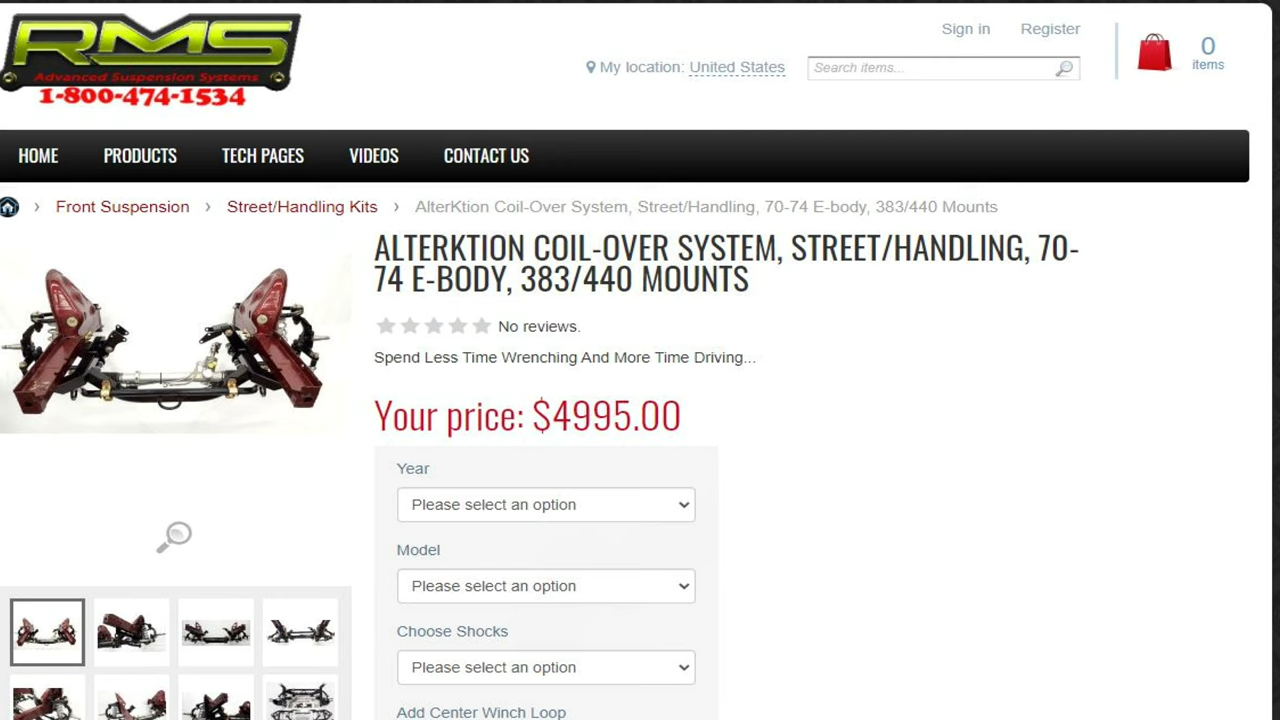 RMS
Advanced Suspension Systems
1-800-474-1534
Sign in Register
My location: United States
Search items...
0
items
HOME PRODUCTS TECH PAGES VIDEOS CONTACT US
› Front Suspension › Street/Handling Kits › AlterKtion Coil-Over System, Street/Handling, 70-74 E-body, 383/440 Mounts
ALTERKTION COIL-OVER SYSTEM, STREET/HANDLING, 70-
74 E-BODY, 383/440 MOUNTS
No reviews.
Spend Less Time Wrenching And More Time Driving...
Your price: $4995.00
Year
Please select an option
Model
Please select an option
Choose Shocks
Please select an option
Add Center Winch Loop